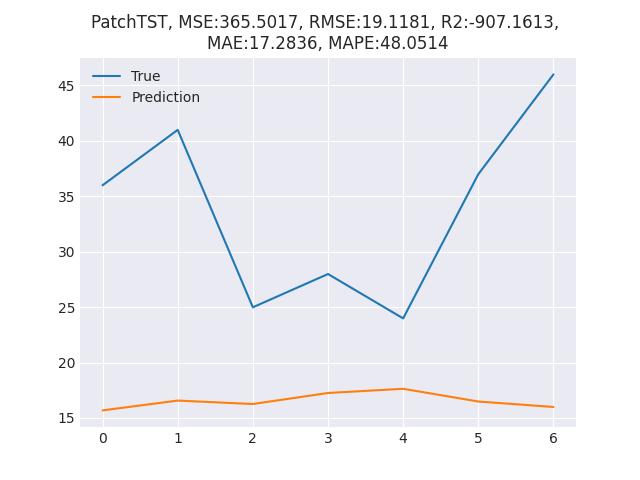 PatchTST, MSE:365.5017, RMSE:19.1181, R2:-907.1613,
MAE:17.2836, MAPE:48.0514
True
Prediction
45
40
35
30
25
20
15
0 1 2 3 4 5 6